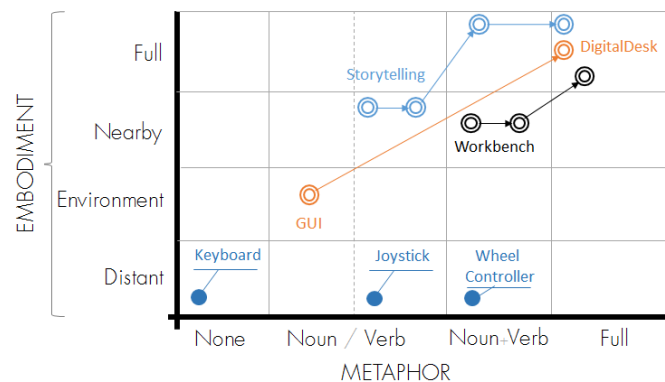 Full
DigitalDesk
Storytelling
Nearby
Workbench
EMBODIMENT
Environment
GUI
Keyboard
Joystick
Wheel
Controller
Distant
None
Noun / Verb
Noun+Verb
Full
METAPHOR